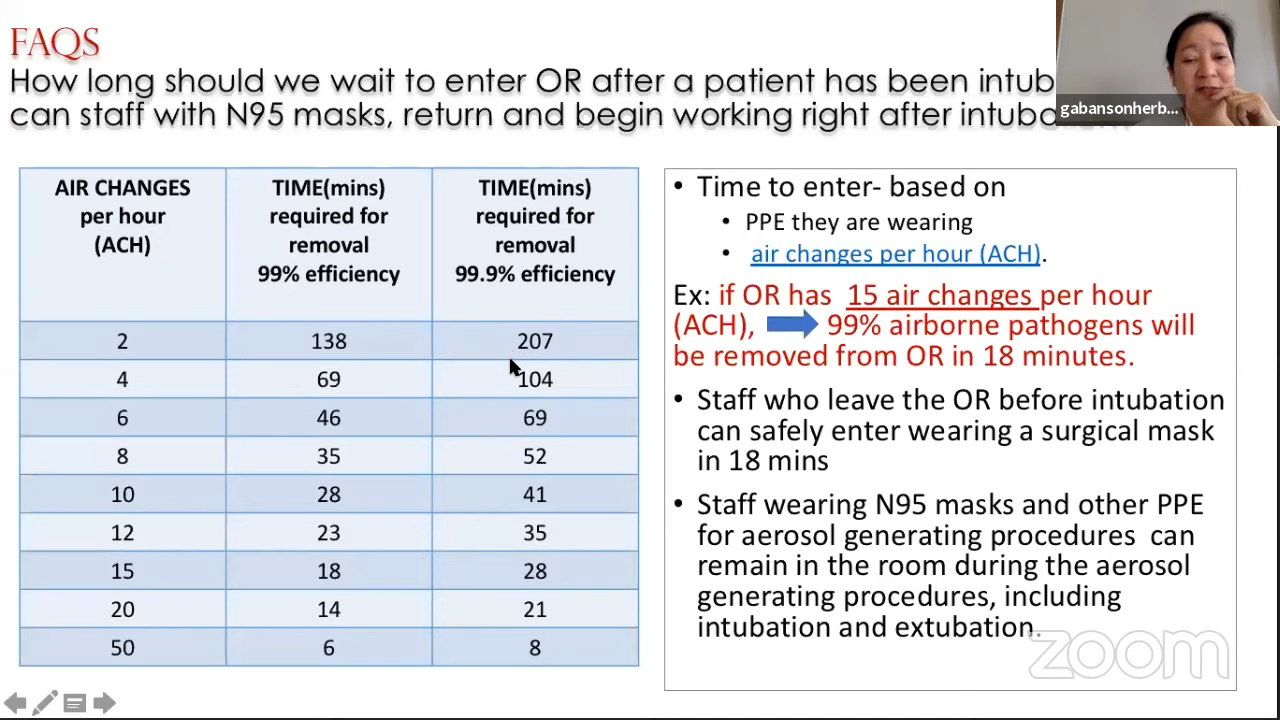 FAQS
How long should we wait to enter OR after a patient has been
can staff with N95 masks, return and begin working right after
gabansonherb...
AIR CHANGES per hour (ACH) TIME(mins) required for removal 99% efficiency TIME(mins) required for removal 99.9% efficiency
2 138 207
4 69 104
6 46 69
8 35 52
10 28 41
12 23 35
15 18 28
20 14 21
50 6 8
• Time to enter- based on
• PPE they are wearing
• air changes per hour (ACH).
Ex: if OR has 15 air changes per hour
(ACH), 99% airborne pathogens will
be removed from OR in 18 minutes.
• Staff who leave the OR before intubation
can safely enter wearing a surgical mask
in 18 mins
• Staff wearing N95 masks and other PPE
for aerosol generating procedures can
remain in the room during the aerosol
generating procedures, including
intubation and extubation.
zoom